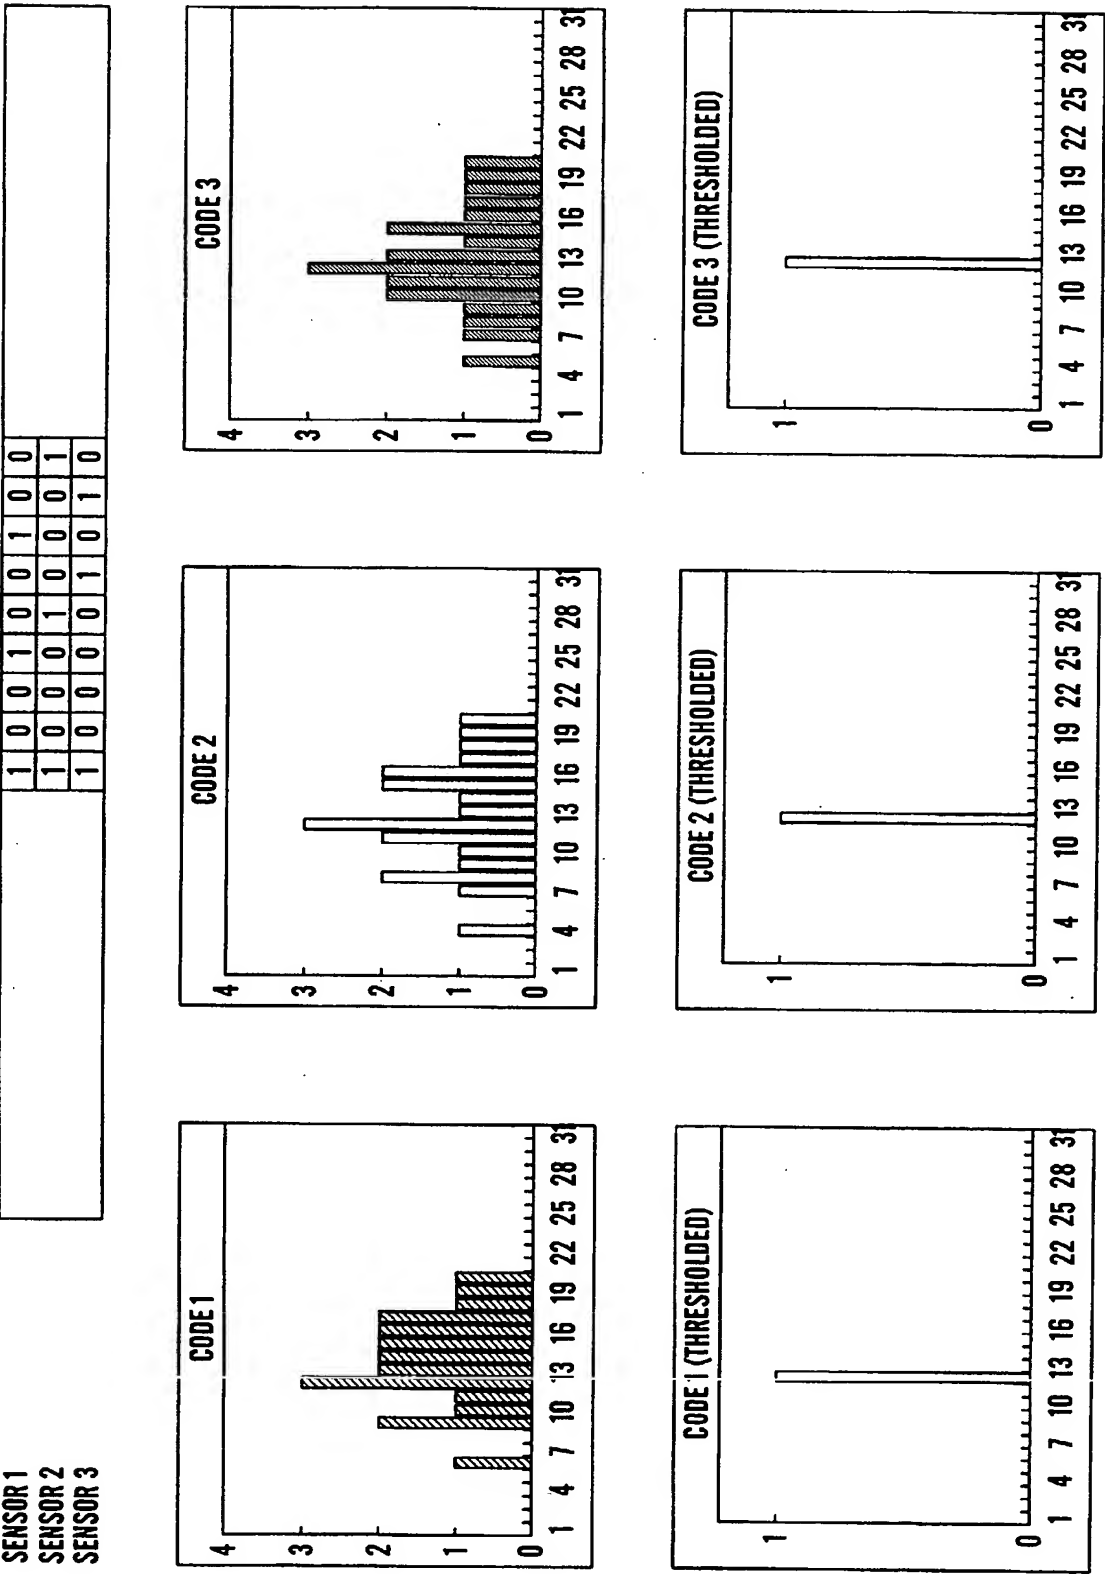 SENSOR 1 1 0 0 1 0 0 1 0 0
SENSOR 2 1 0 0 0 1 0 0 0 1
SENSOR 3 1 0 0 0 0 1 0 1 0
CODE 1
4
3
2
1
0
1 4 7 10 13 16 19 22 25 28 31
CODE 2
4
3
2
1
0
1 4 7 10 13 16 19 22 25 28 31
CODE 3
4
3
2
1
0
1 4 7 10 13 16 19 22 25 28 31
CODE 1 (THRESHOLDED)
1
0
1 4 7 10 13 16 19 22 25 28 31
CODE 2 (THRESHOLDED)
1
0
1 4 7 10 13 16 19 22 25 28 31
CODE 3 (THRESHOLDED)
1
0
1 4 7 10 13 16 19 22 25 28 31